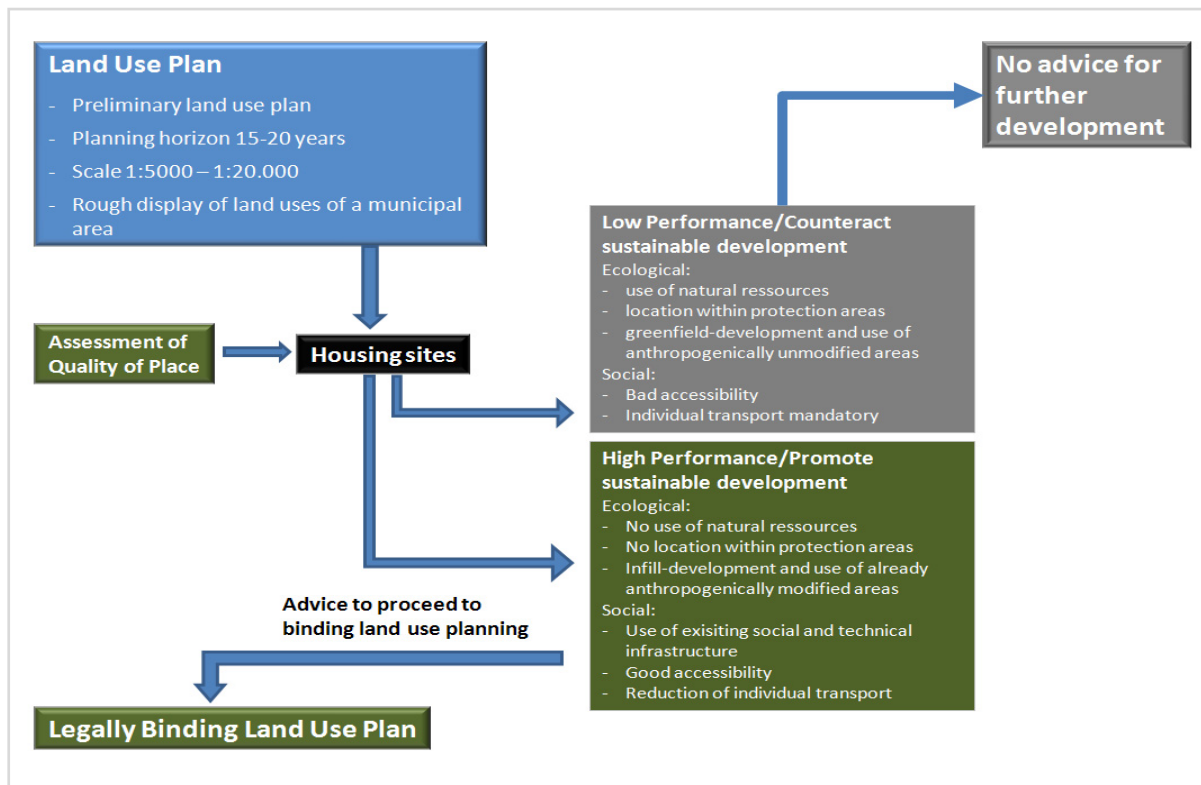 Land Use Plan
- Preliminary land use plan
- Planning horizon 15-20 years
- Scale 1:5000 – 1:20.000
- Rough display of land uses of a municipal
area
No advice for
further
development
Low Performance/Counteract
sustainable development
Ecological:
- use of natural ressources
- location within protection areas
- greenfield-development and use of
anthropogenically unmodified areas
Social:
- Bad accessibility
- Individual transport mandatory
Assessment of
Quality of Place
Housing sites
High Performance/Promote
sustainable development
Ecological:
- No use of natural ressources
- No location within protection areas
- Infill-development and use of already
anthropogenically modified areas
Social:
- Use of exisiting social and technical
infrastructure
- Good accessibility
- Reduction of individual transport
Advice to proceed to
binding land use planning
Legally Binding Land Use Plan